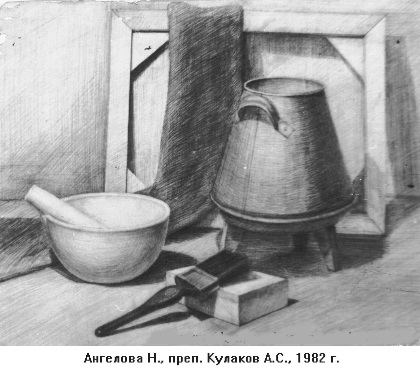 Ангелова Н., преп. Кулаков А.С., 1982 г.